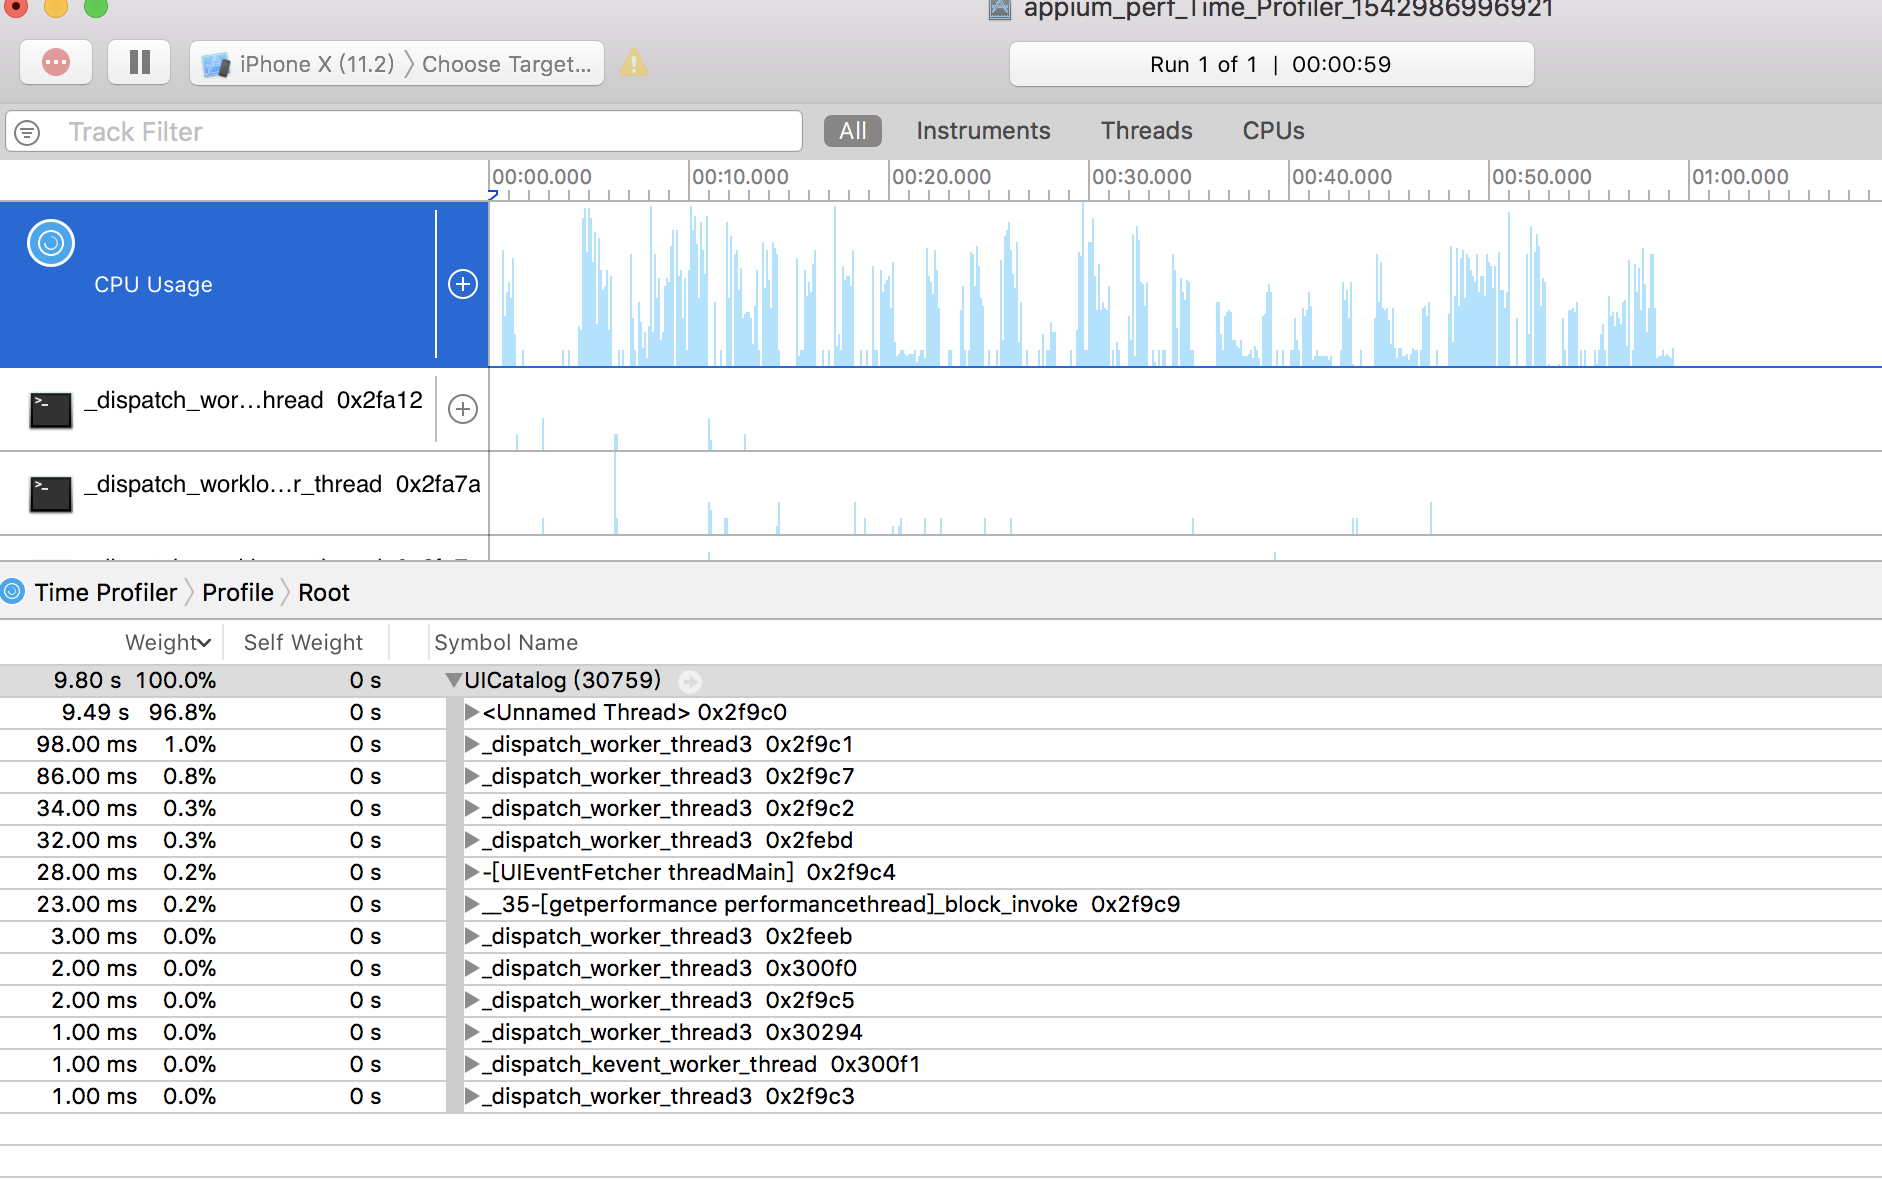 appium_perf_Time_Profiler_1542986996921
iPhone X (11.2) Choose Target...
Run 1 of 1 | 00:00:59
Track Filter All Instruments Threads CPUs
00:00.000 00:10.000 00:20.000 00:30.000 00:40.000 00:50.000 01:00.000
CPU Usage
_dispatch_wor...hread 0x2fa12
_dispatch_worklo...r_thread 0x2fa7a
Time Profiler Profile Root
Weight Self Weight Symbol Name
9.80 s 100.0% 0 s UICatalog (30759)
9.49 s 96.8% 0 s <Unnamed Thread> 0x2f9c0
98.00 ms 1.0% 0 s _dispatch_worker_thread3 0x2f9c1
86.00 ms 0.8% 0 s _dispatch_worker_thread3 0x2f9c7
34.00 ms 0.3% 0 s _dispatch_worker_thread3 0x2f9c2
32.00 ms 0.3% 0 s _dispatch_worker_thread3 0x2febd
28.00 ms 0.2% 0 s -[UIEventFetcher threadMain] 0x2f9c4
23.00 ms 0.2% 0 s __35-[getperformance performancethread]_block_invoke 0x2f9c9
3.00 ms 0.0% 0 s _dispatch_worker_thread3 0x2feeb
2.00 ms 0.0% 0 s _dispatch_worker_thread3 0x300f0
2.00 ms 0.0% 0 s _dispatch_worker_thread3 0x2f9c5
1.00 ms 0.0% 0 s _dispatch_worker_thread3 0x30294
1.00 ms 0.0% 0 s _dispatch_kevent_worker_thread 0x300f1
1.00 ms 0.0% 0 s _dispatch_worker_thread3 0x2f9c3